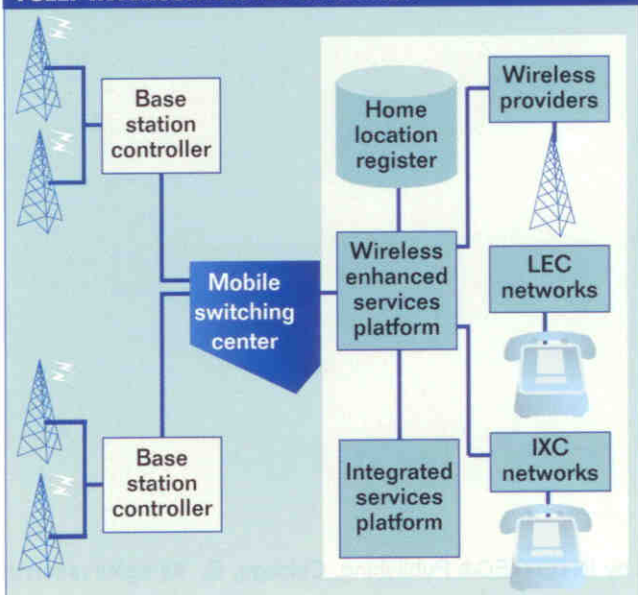 Base
station
controller
Home
location
register
Wireless
providers
Mobile
switching
center
Wireless
enhanced
services
platform
LEC
networks
Base
station
controller
Integrated
services
platform
IXC
networks